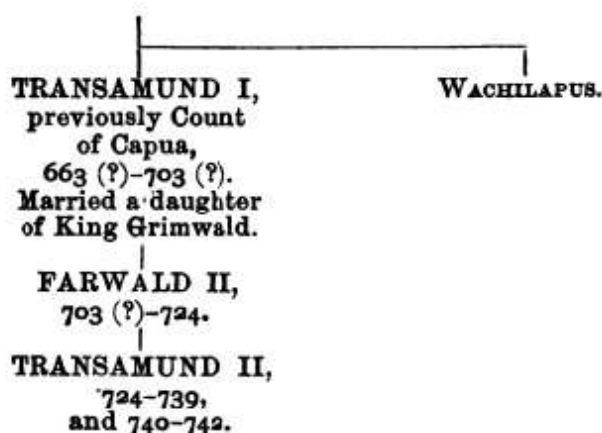 TRANSAMUND I,
WACHILAPUS.
previously Count
of Capua,
663 (?)–703 (?).
Married a daughter
of King Grimwald.
FARWALD II,
703 (?)–724.
TRANSAMUND II,
724–739,
and 740–742.